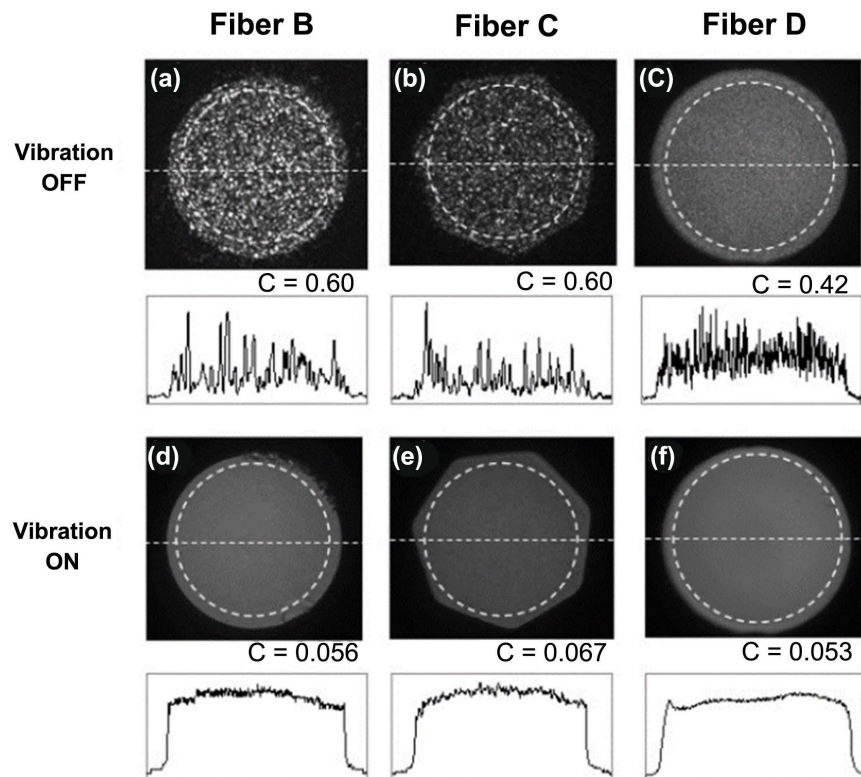 Fiber B
Fiber C
Fiber D
Vibration
OFF
(a)
(b)
(C)
C = 0.60
C = 0.60
C = 0.42
Vibration
ON
(d)
(e)
(f)
C = 0.056
C = 0.067
C = 0.053